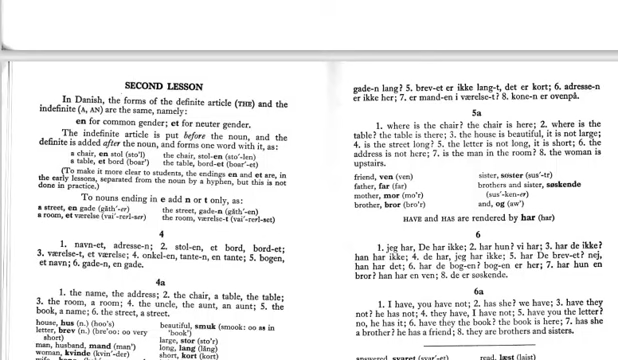 SECOND LESSON
In Danish, the forms of the definite article (THE) and the
indefinite (A, AN) are the same, namely:
en for common gender; et for neuter gender.
The indefinite article is put before the noun, and the
definite is added after the noun, and forms one word with it, as:
a chair, en stol (sto'l) the chair, stol-en (sto'-len)
a table, et bord (boar') the table, bord-et (boar'-et)
(To make it more clear to students, the endings en and et are, in
the early lessons, separated from the noun by a hyphen, but this is not
done in practice.)
To nouns ending in e add n or t only, as:
a street, en gade the street, gade-n
a room, et værelse the room, værelse-t
4
1. navn-et, adresse-n; 2. stol-en, et bord, bord-et;
3. værelse-t, et værelse; 4. onkel-en, tante-n, en tante; 5. bogen,
et navn; 6. gade-n, en gade.
4a
1. the name, the address; 2. the chair, a table, the table;
3. the room, a room; 4. the uncle, the aunt, an aunt; 5. the
book, a name; 6. the street, a street.
house, hus (n.) (hoo's)
letter, brev (n.)
short)
man, husband, mand (man')
woman, kvinde (kvin'-der)
beautiful, smuk (smook: oo as in
'book')
large, stor (sto'r)
long, lang (lāng)
short, kort (kort)
gade-n lang? 5. brev-et er ikke lang-t, det er kort; 6. adresse-n
er ikke her; 7. er mand-en i værelse-t? 8. kone-n er ovenpå.
5a
1. where is the chair? the chair is here; 2. where is the
table? the table is there; 3. the house is beautiful, it is not large;
4. is the street long? 5. the letter is not long, it is short; 6. the
address is not here; 7. is the man in the room? 8. the woman is
upstairs.
friend, ven (ven)
father, far (far)
mother, mor (mo'r)
brother, bror (bro'r)
sister, søster (sus'-tr)
brothers and sister, søskende
(sus'-ken-er)
and, og (aw')
HAVE and HAS are rendered by har (har)
6
1. jeg har, De har ikke; 2. har hun? vi har; 3. har de ikke?
han har ikke; 4. de har, jeg har ikke; 5. har De brev-et? nej,
han har det; 6. har de bog-en? bog-en er her; 7. har hun en
bror? han har en ven; 8. de er søskende.
6a
1. I have, you have not; 2. has she? we have; 3. have they
not? he has not; 4. they have, I have not; 5. have you the letter?
no, he has it; 6. have they the book? the book is here; 7. has she
a brother? he has a friend; 8. they are brothers and sisters.
answered, svaret
read, læst (laist)